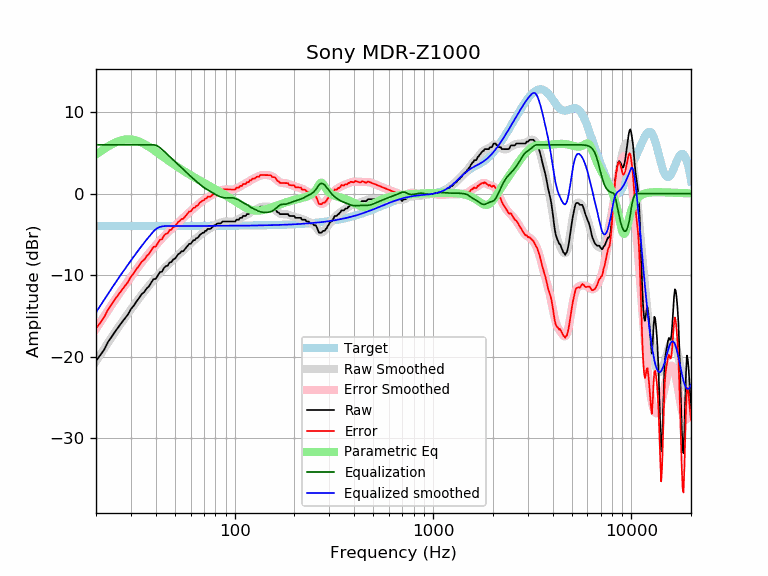 Sony MDR-Z1000
Amplitude (dBr)
10
0
−10
−20
−30
Target
Raw Smoothed
Error Smoothed
Raw
Error
Parametric Eq
Equalization
Equalized smoothed
100 1000 10000
Frequency (Hz)